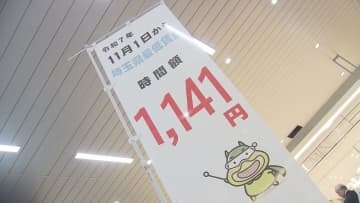 令和7年
11月1日から
埼玉県最低賃
時間額
1,141円